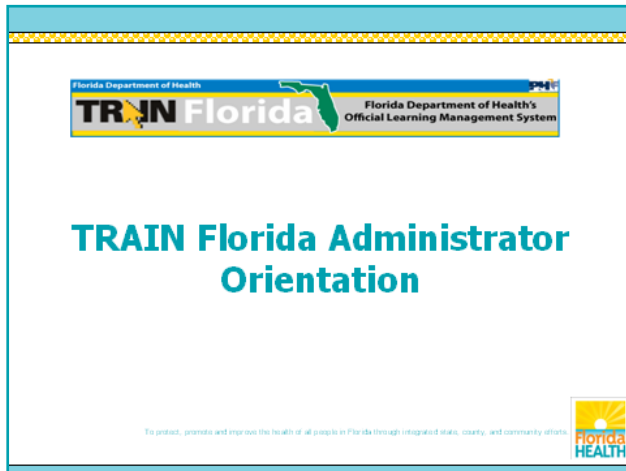 Florida Department of Health
PHF
TRAIN Florida
Florida Department of Health's
Official Learning Management System
TRAIN Florida Administrator
Orientation
To protect, promote and improve the health of all people in Florida through integrated state, county, and community efforts.
Florida
HEALTH